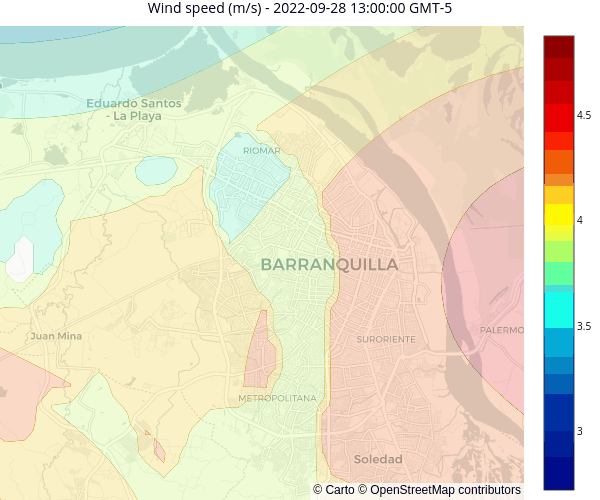 Wind speed (m/s) - 2022-09-28 13:00:00 GMT-5
Eduardo Santos
- La Playa
RIOMAR
BARRANQUILLA
Juan Mina
SURORIENTE
PALERMO
METROPOLITANA
Soledad
© Carto © OpenStreetMap contributors
4.5
4
3.5
3